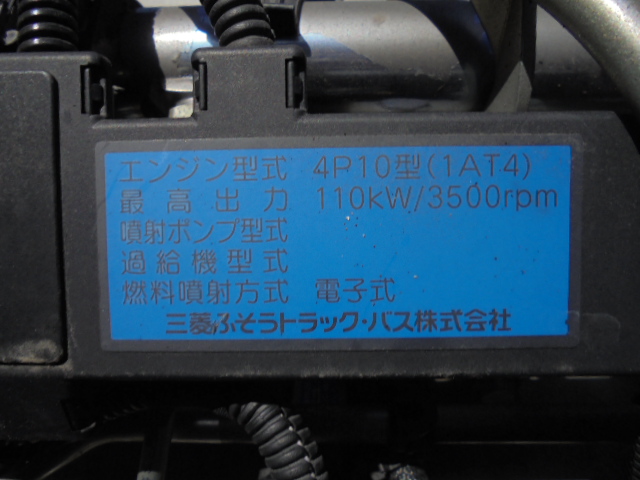 エンジン型式 4P10型(1AT4)
最高出力 110kW/3500rpm
噴射ポンプ型式
過給機型式
燃料噴射方式 電子式
三菱ふそうトラック・バス株式会社